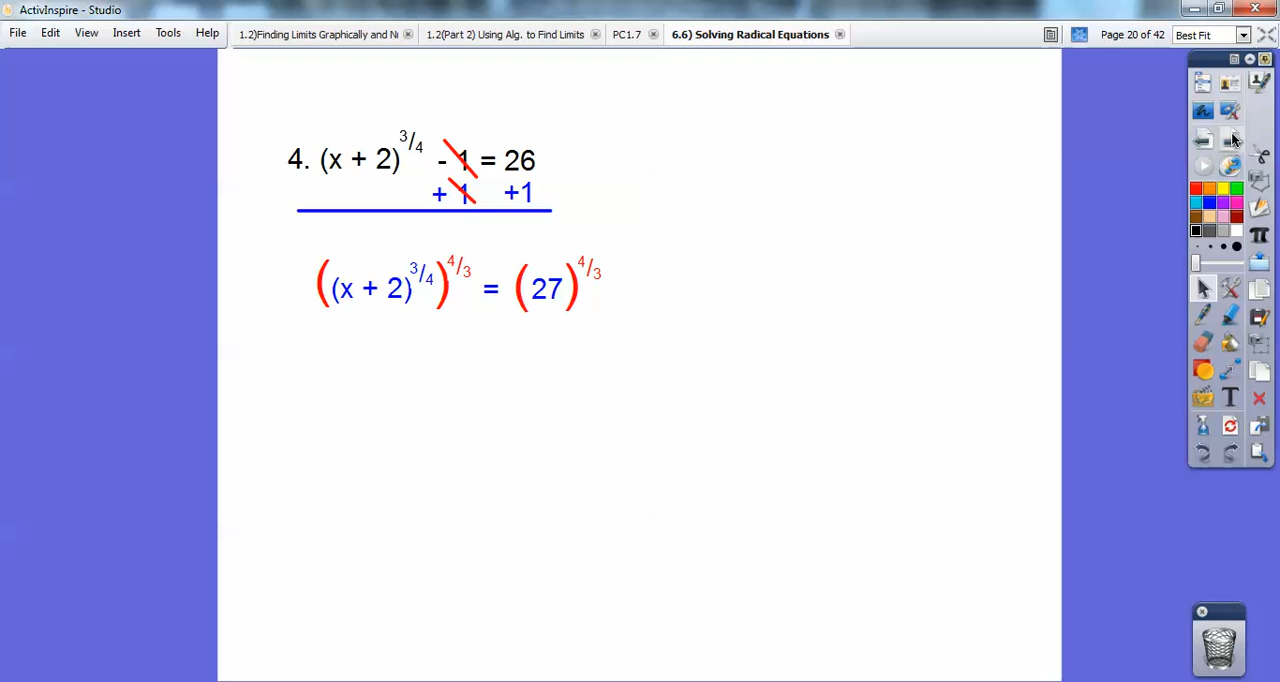 ActivInspire - Studio
File Edit View Insert Tools Help
1.2)Finding Limits Graphically and Nu 1.2(Part 2) Using Alg. to Find Limits PC1.7 6.6) Solving Radical Equations
Page 20 of 42 Best Fit
4. (x + 2)^3/4 - 1 = 26
+ 1 +1
((x + 2)^3/4)^4/3 = (27)^4/3